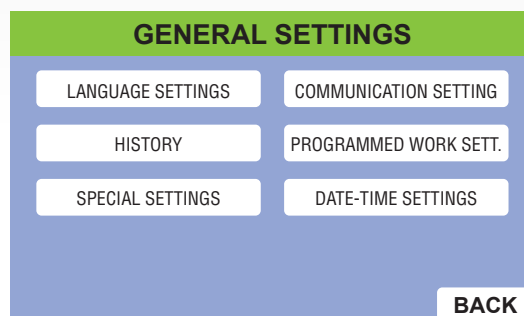 GENERAL SETTINGS
LANGUAGE SETTINGS
COMMUNICATION SETTING
HISTORY
PROGRAMMED WORK SETT.
SPECIAL SETTINGS
DATE-TIME SETTINGS
BACK